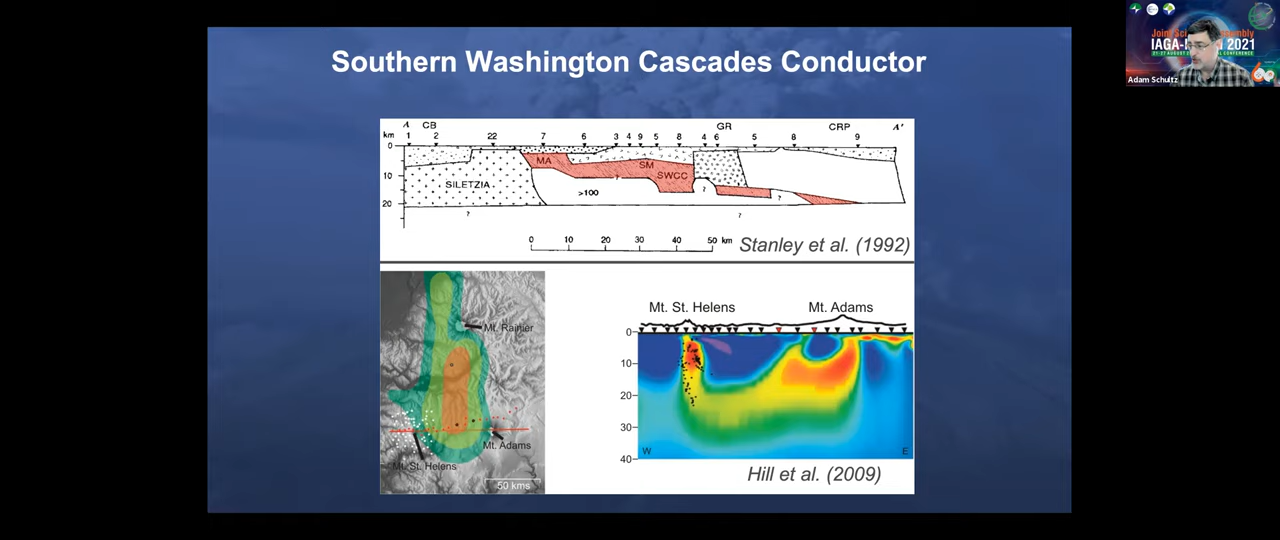 Southern Washington Cascades Conductor
A CB GR CRP A'
km 1 2 22 7 6 3 4 9 5 8 4 6 5 8 9
0
10
20
MA
SM
SWCC
SILETZIA
>100
?
?
?
?
?
0 10 20 30 40 50 km
Stanley et al. (1992)
Mt. Rainier
Mt. Adams
Mt. St. Helens
50 kms
Mt. St. Helens
Mt. Adams
0
10
20
30
40
W
E
Hill et al. (2009)
2021
Adam Schultz